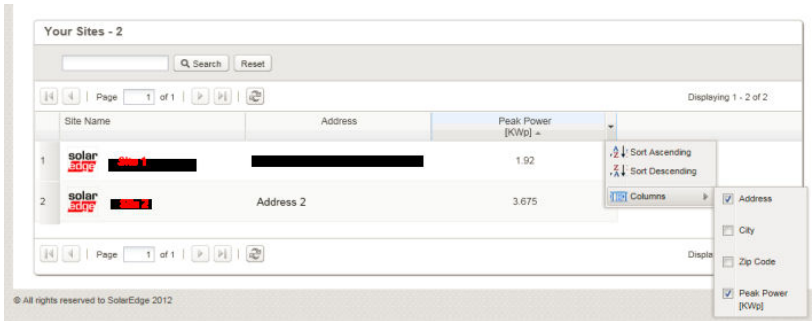 Your Sites - 2
Search Reset
Page 1 of 1
Displaying 1 - 2 of 2
Site Name Address Peak Power
[KWp]
Sort Ascending
Sort Descending
Columns
Address
City
Zip Code
Peak Power
[KWp]
1 solar edge Site 1 1.92
2 solar edge Address 2 3.675
Page 1 of 1
Displa
© All rights reserved to SolarEdge 2012